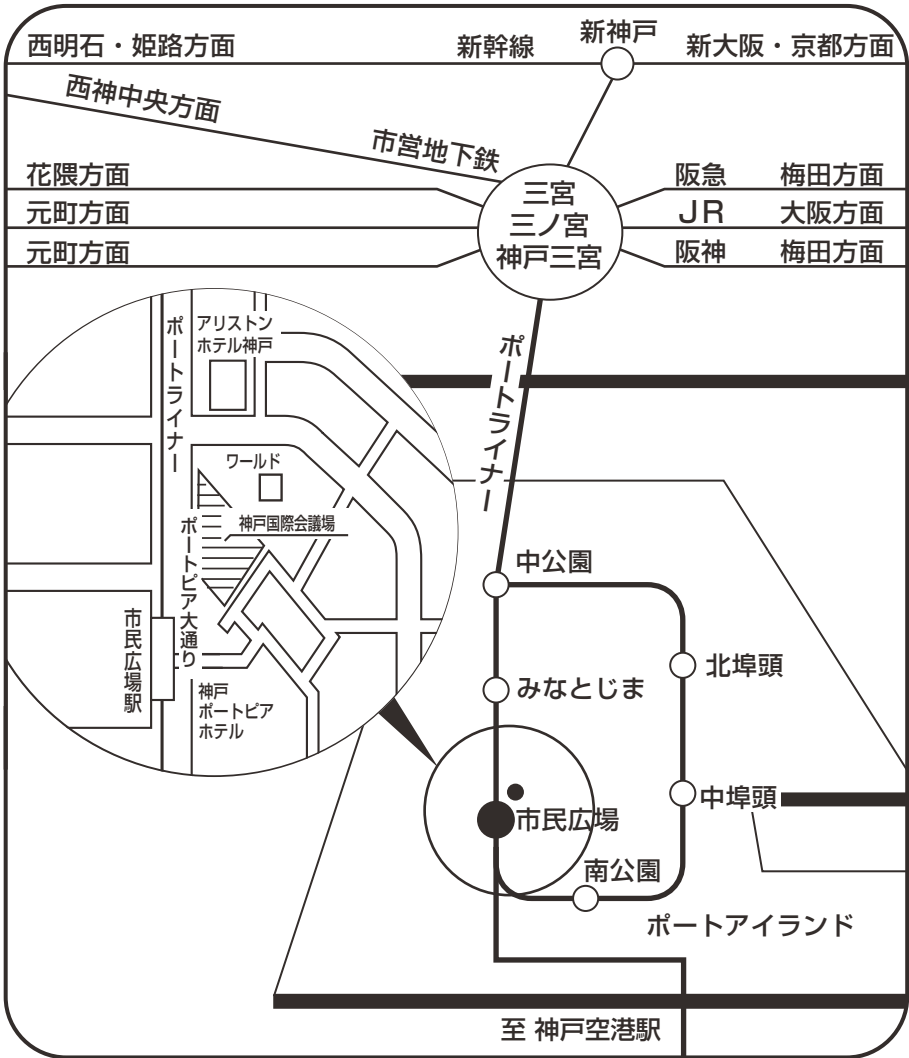 新神戸
西明石・姫路方面
新幹線
新大阪・京都方面
西神中央方面
市営地下鉄
花隈方面
阪急
梅田方面
元町方面
JR
大阪方面
元町方面
阪神
梅田方面
三宮
三ノ宮
神戸三宮
ポートライナー
アリストン
ホテル神戸
ポートライナー
ワールド
神戸国際会議場
ポートピア大通り
市民広場駅
神戸
ポートピア
ホテル
中公園
北埠頭
みなとじま
中埠頭
市民広場
南公園
ポートアイランド
至 神戸空港駅